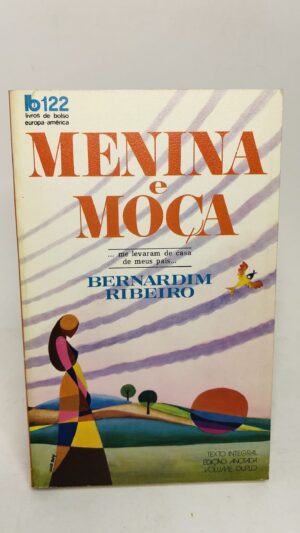 b 122
livros de bolso
europa-américa
MENINA
e
MOÇA
... me levaram de casa
de meus pais...
BERNARDIM
RIBEIRO
TEXTO INTEGRAL
EDIÇÃO ANOTADA
VOLUME DUPLO